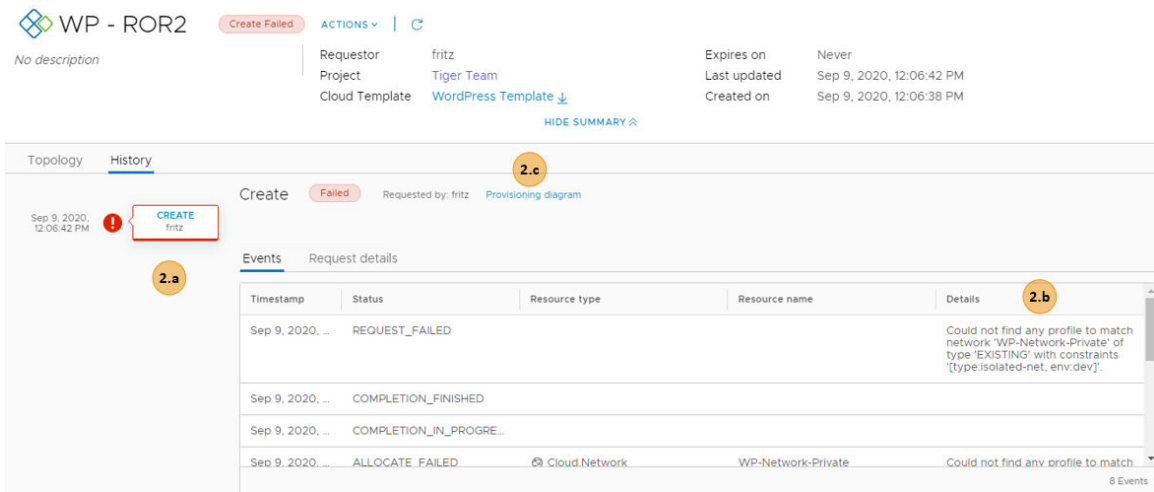 WP - ROR2
Create Failed
ACTIONS
No description
Requestor fritz
Project Tiger Team
Cloud Template WordPress Template
Expires on Never
Last updated Sep 9, 2020, 12:06:42 PM
Created on Sep 9, 2020, 12:06:38 PM
HIDE SUMMARY
Topology History
2.c
Sep 9, 2020,
12:06:42 PM
CREATE
fritz
2.a
Create Failed Requested by: fritz Provisioning diagram
Events Request details
2.b
Timestamp Status Resource type Resource name Details
Sep 9, 2020, ... REQUEST_FAILED Could not find any profile to match
network 'WP-Network-Private' of
type 'EXISTING' with constraints
'[type:isolated-net, env:dev]'.
Sep 9, 2020, ... COMPLETION_FINISHED
Sep 9, 2020, ... COMPLETION_IN_PROGRE...
Sep 9, 2020, ... ALLOCATE_FAILED Cloud.Network WP-Network-Private Could not find any profile to match
8 Events